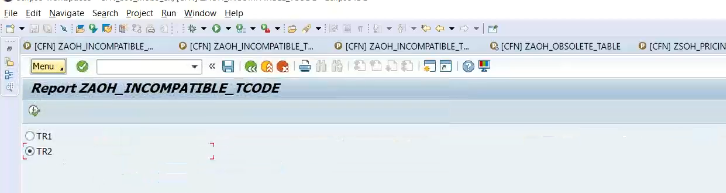 File Edit Navigate Search Project Run Window Help
[CFN] ZAOH_INCOMPATIBLE_... [CFN] ZAOH_INCOMPATIBLE_T... [CFN] ZAOH_INCOMPATIBLE_T... [CFN] ZAOH_OBSOLETE_TABLE [CFN] ZSOH_PRICIN
Menu
Report ZAOH_INCOMPATIBLE_TCODE
TR1
TR2